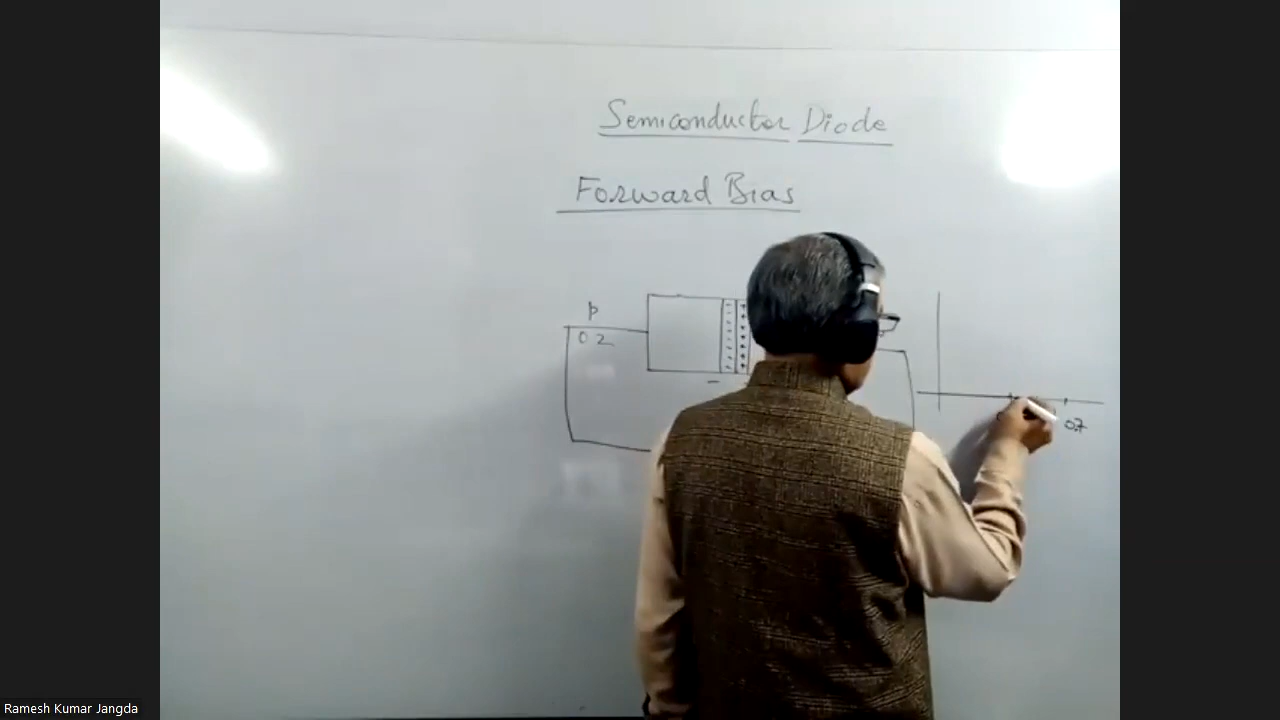 Semiconductor Diode
Forward Bias
p
0 2
0.7
Ramesh Kumar Jangda